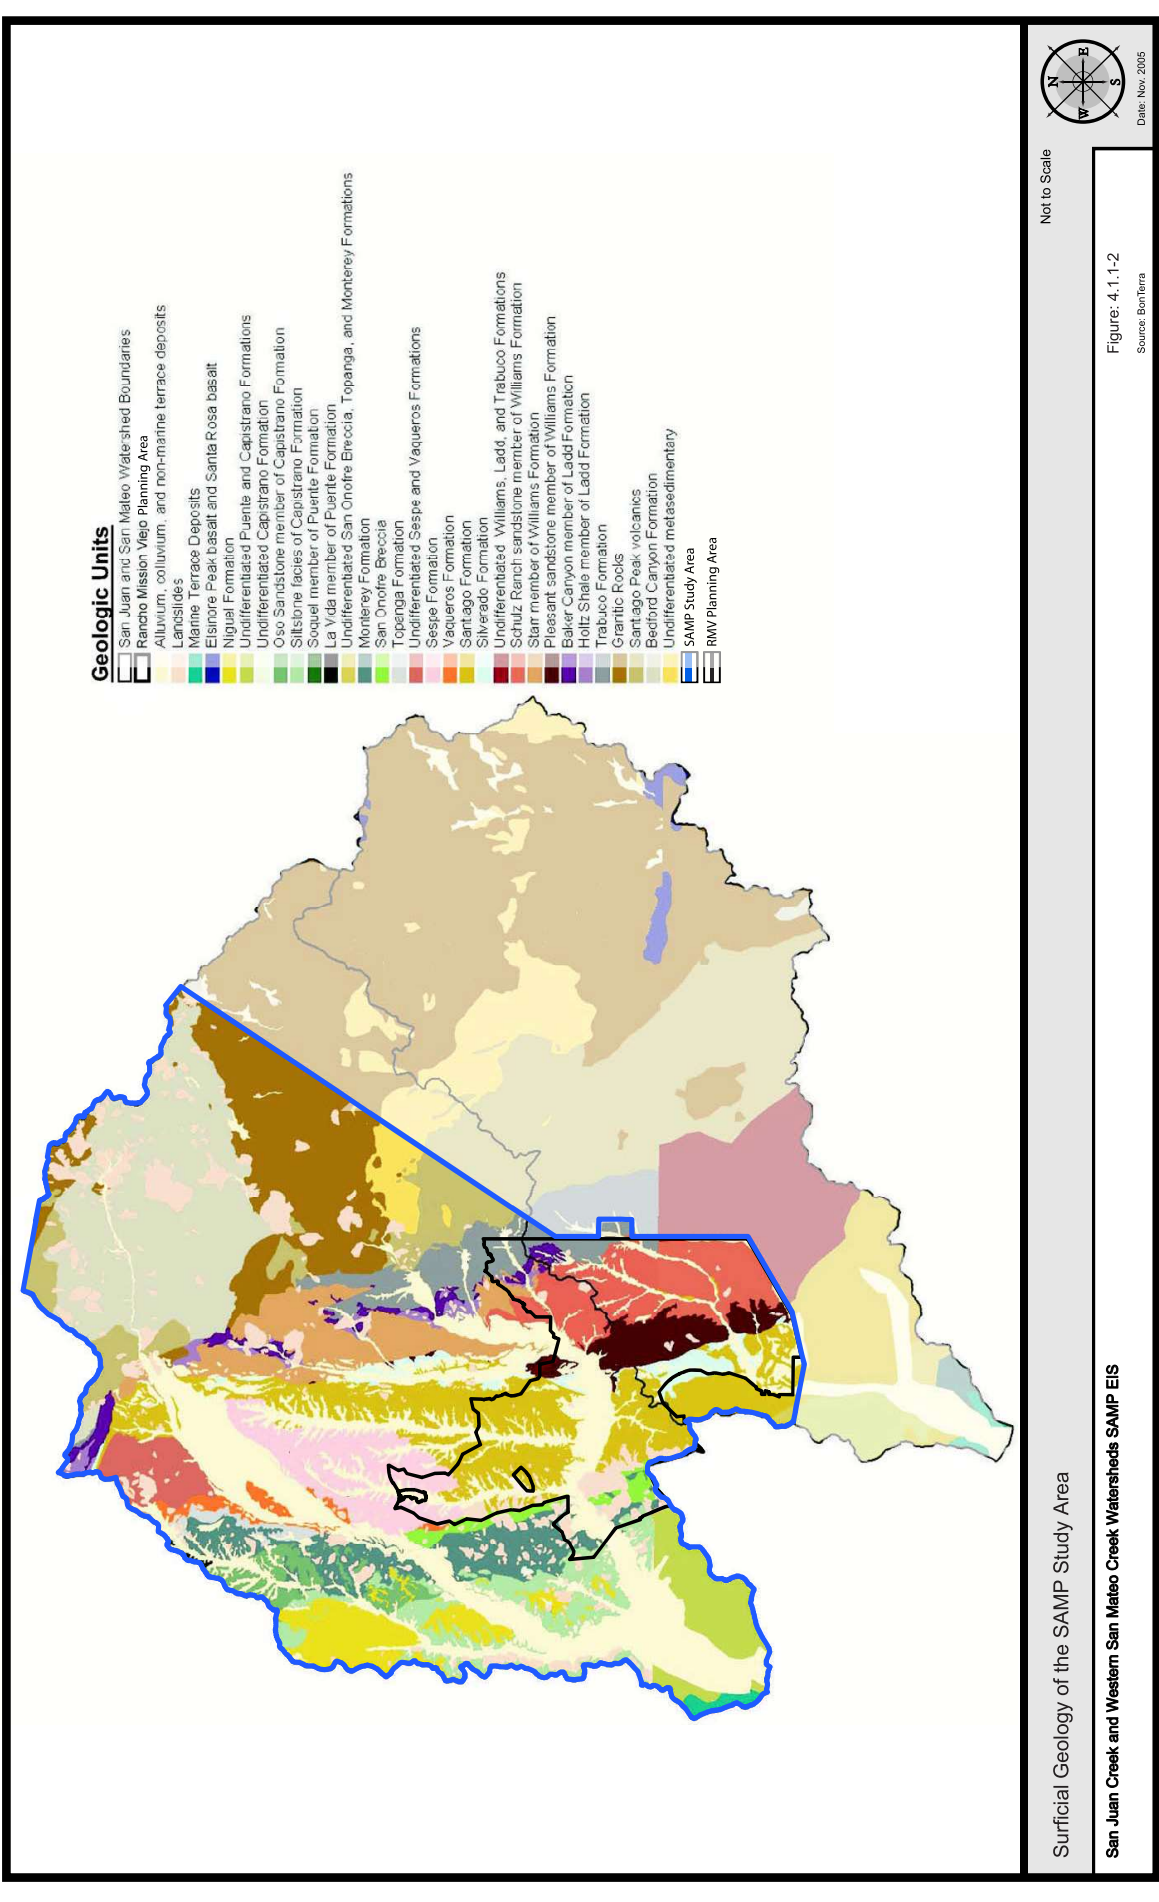 Geologic Units
San Juan and San Mateo Watershed Boundaries
Rancho Mission Viejo Planning Area
Alluvium, colluvium, and non-marine terrace deposits
Landslides
Marine Terrace Deposits
Elsinore Peak basalt and Santa Rosa basalt
Niguel Formation
Undifferentiated Puente and Capistrano Formations
Undifferentiated Capistrano Formation
Oso Sandstone member of Capistrano Formation
Siltstone facies of Capistrano Formation
Soquel member of Puente Formation
La Vida member of Puente Formation
Undifferentiated San Onofre Breccia, Topanga, and Monterey Formations
Monterey Formation
San Onofre Breccia
Topanga Formation
Undifferentiated Sespe and Vaqueros Formations
Sespe Formation
Vaqueros Formation
Santiago Formation
Silverado Formation
Undifferentiated Williams, Ladd, and Trabuco Formations
Schulz Ranch sandstone member of Williams Formation
Starr member of Williams Formation
Pleasant sandstone member of Williams Formation
Baker Canyon member of Ladd Formation
Holtz Shale member of Ladd Formation
Trabuco Formation
Granitic Rocks
Santiago Peak volcanics
Bedford Canyon Formation
Undifferentiated metasedimentary
SAMP Study Area
RMV Planning Area
Surficial Geology of the SAMP Study Area
Not to Scale
N
E
S
W
Date: Nov. 2005
San Juan Creek and Western San Mateo Creek Watersheds SAMP EIS
Figure: 4.1.1-2
Source: BonTerra